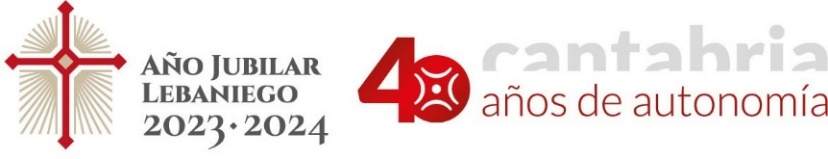 AÑO JUBILAR
LEBANIEGO
2023·2024
40 cantabria
años de autonomía